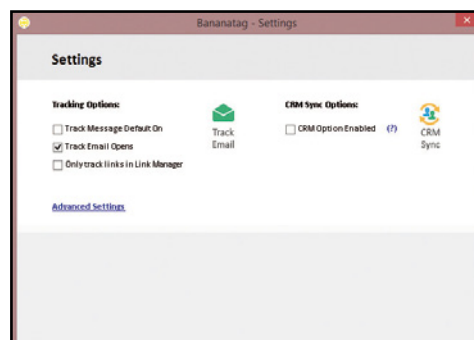 Bananatag - Settings
Settings
Tracking Options:
Track Message Default On
Track Email Opens
Only track links in Link Manager
Track
Email
CRM Sync Options:
CRM Option Enabled (?)
CRM
Sync
Advanced Settings